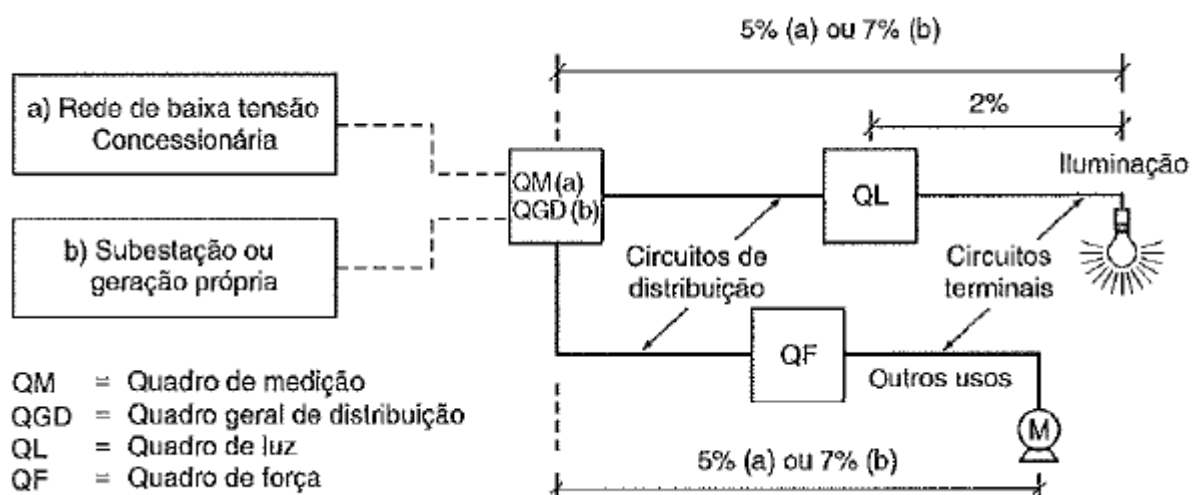 5% (a) ou 7% (b)
2%
a) Rede de baixa tensão
Concessionária
Iluminação
QM (a)
QGD (b)
QL
b) Subestação ou
geração própria
Circuitos de
distribuição
Circuitos
terminais
QF
Outros usos
M
QM = Quadro de medição
QGD = Quadro geral de distribuição
QL = Quadro de luz
QF = Quadro de força
5% (a) ou 7% (b)